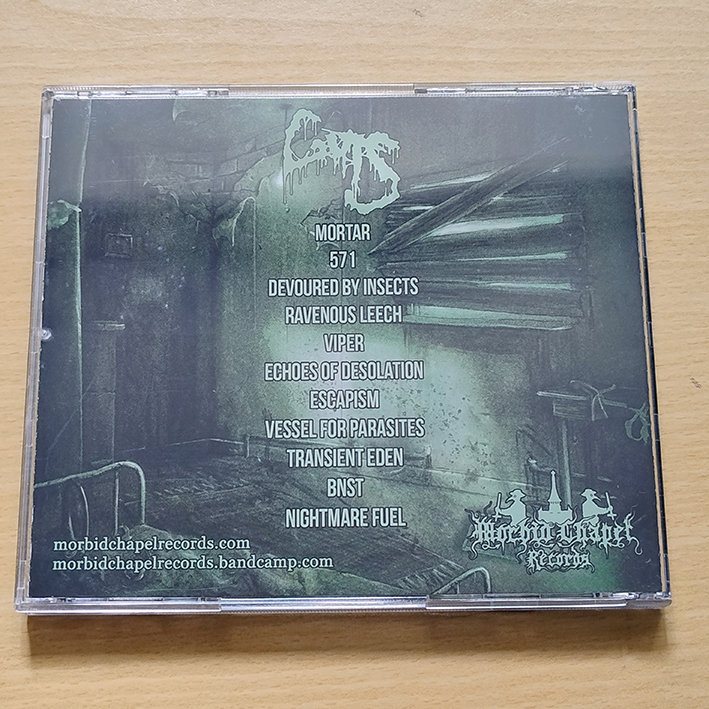 MORTAR
571
DEVOURED BY INSECTS
RAVENOUS LEECH
VIPER
ECHOES OF DESOLATION
ESCAPISM
VESSEL FOR PARASITES
TRANSIENT EDEN
BNST
NIGHTMARE FUEL
morbidchapelrecords.com
morbidchapelrecords.bandcamp.com
Morbid Chapel
Records